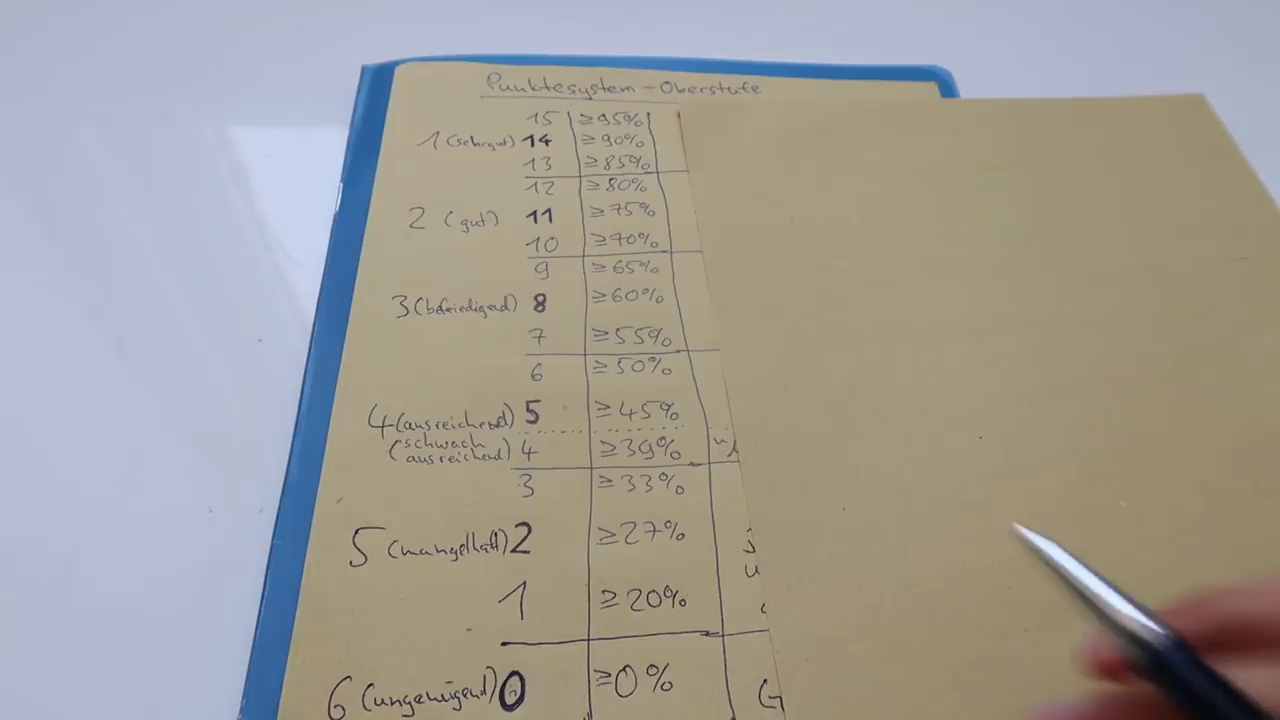 Punktesystem - Oberstufe
15 ≥95%
1 (sehrgut) 14 ≥90%
13 ≥85%
12 ≥80%
2 (gut) 11 ≥75%
10 ≥70%
9 ≥65%
3 (befriedigend) 8 ≥60%
7 ≥55%
6 ≥50%
4 (ausreichend) 5 ≥45%
(schwach ausreichend) 4 ≥39%
3 ≥33%
5 (mangelhaft) 2 ≥27%
1 ≥20%
6 (ungenügend) 0 ≥0%